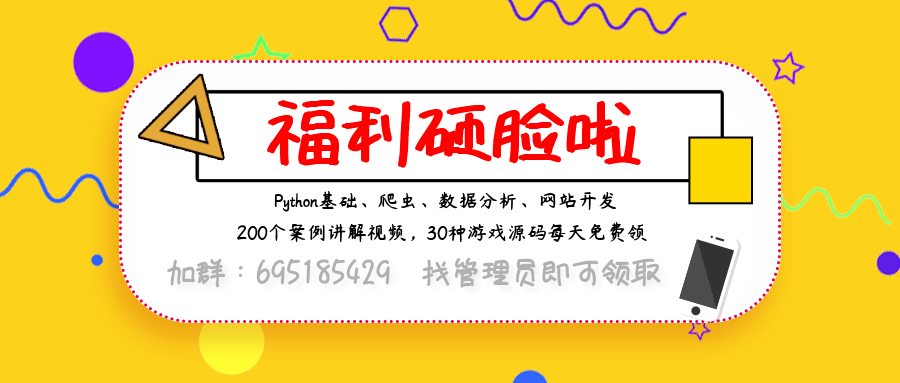 福利砸脸啦
Python基础、爬虫、数据分析、网站开发
200个案例讲解视频，30种游戏源码每天免费领
加群：695185429 找管理员即可领取